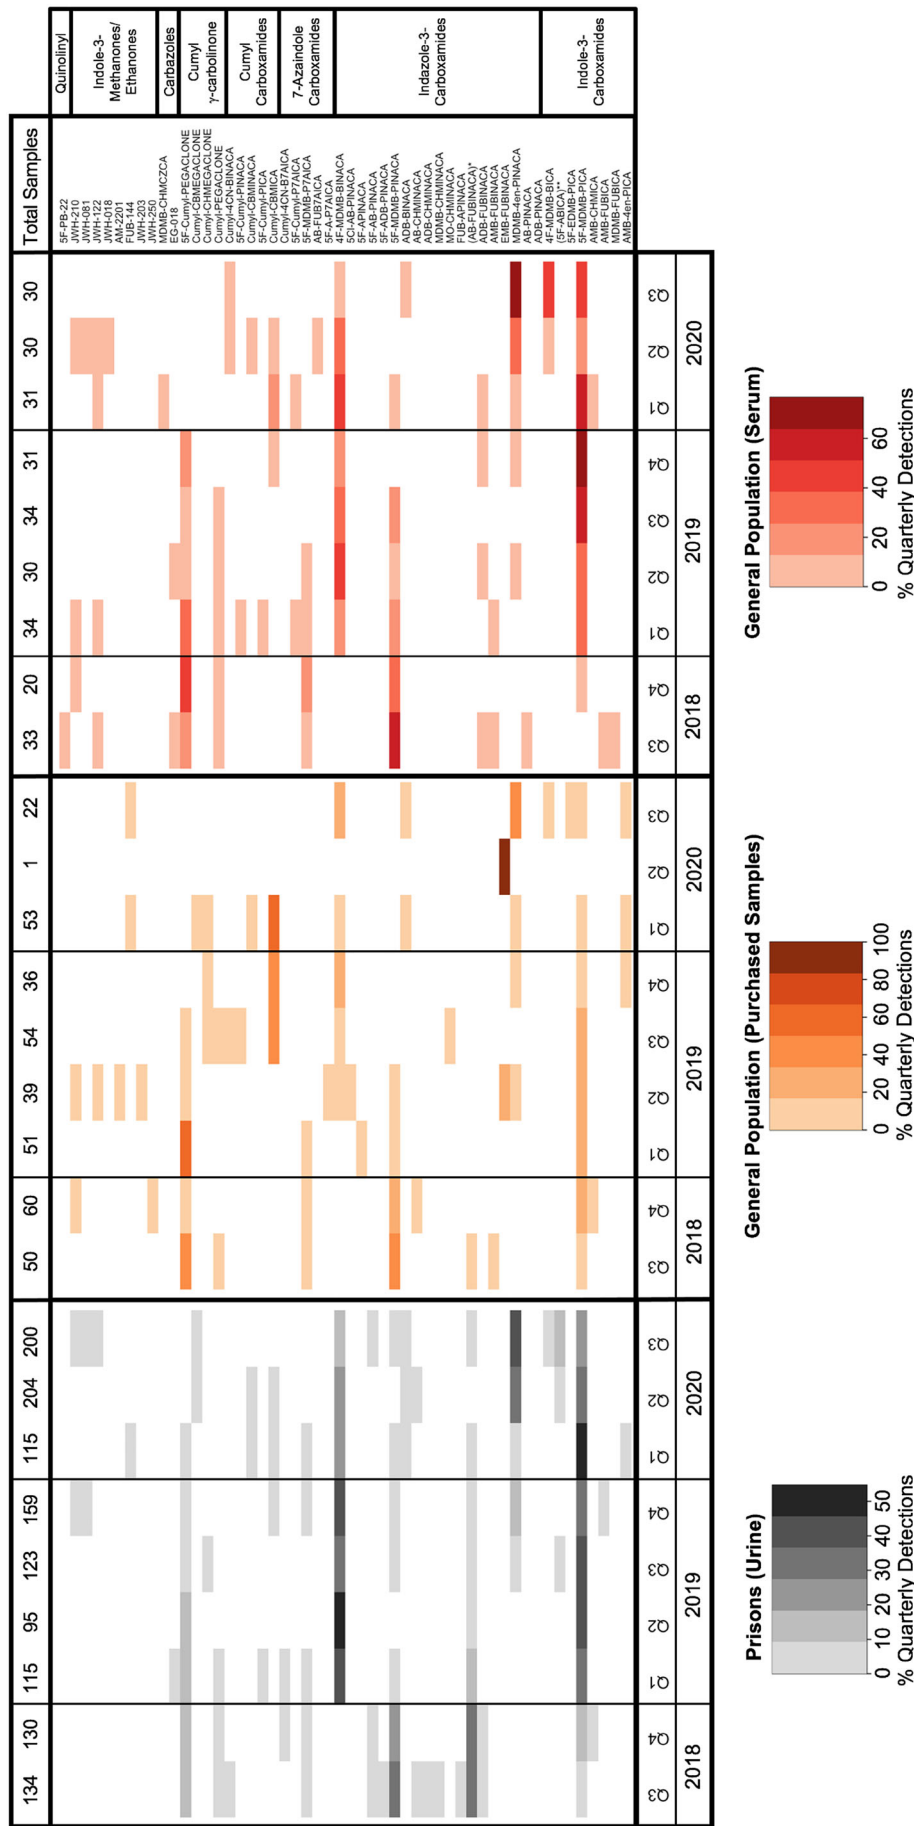 Total Samples
134
130
115
95
123
159
115
204
200
50
60
51
39
54
36
53
1
22
33
20
34
30
34
31
31
30
30
Quinolinyl
Indole-3-
Methanones/
Ethanones
Carbazoles
Cumyl
γ-carbolinone
Cumyl
Carboxamides
7-Azaindole
Carboxamides
Indazole-3-
Carboxamides
Indole-3-
Carboxamides
5F-PB-22
JWH-210
JWH-081
JWH-122
JWH-018
AM-2201
FUB-144
JWH-203
JWH-250
MDMB-CHMCZCA
EG-018
5F-Cumyl-PEGACLONE
Cumyl-CBMEGACLONE
Cumyl-CHMEGACLONE
Cumyl-PEGACLONE
Cumyl-4CN-BINACA
5F-Cumyl-PINACA
Cumyl-CBMINACA
5F-Cumyl-PICA
Cumyl-CBMICA
Cumyl-4CN-B7AICA
5F-Cumyl-P7AICA
5F-MDMB-P7AICA
AB-FUB7AICA
5F-A-P7AICA
4F-MDMB-BINACA
5Cl-AB-PINACA
5F-APINACA
5F-AB-PINACA
5F-ADB-PINACA
5F-MDMB-PINACA
ADB-BINACA
AB-CHMINACA
ADB-CHMINACA
MDMB-CHMINACA
MO-CHMINACA
FUB-APINACA
(AB-FUBINACA)*
ADB-FUBINACA
AMB-FUBINACA
EMB-FUBINACA
MDMB-4en-PINACA
AB-PINACA
ADB-PINACA
4F-MDMB-BICA
(5F-ABICA)**
5F-EDMB-PICA
5F-MDMB-PICA
AMB-CHMICA
AMB-FUBICA
MDMB-FUBICA
AMB-4en-PICA
Q3
Q4
Q1
Q2
Q3
Q4
Q1
Q2
Q3
Q3
Q4
Q1
Q2
Q3
Q4
Q1
Q2
Q3
Q3
Q4
Q1
Q2
Q3
Q4
Q1
Q2
Q3
2018
2019
2020
2018
2019
2020
2018
2019
2020
Prisons (Urine)
0 10 20 30 40 50
% Quarterly Detections
General Population (Purchased Samples)
0 20 40 60 80 100
% Quarterly Detections
General Population (Serum)
0 20 40 60
% Quarterly Detections